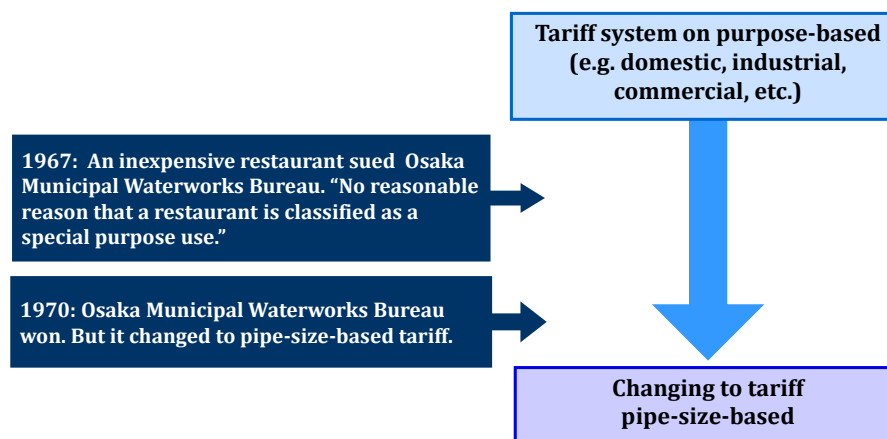 Tariff system on purpose-based
(e.g. domestic, industrial,
commercial, etc.)
1967:  An inexpensive restaurant sued  Osaka
Municipal Waterworks Bureau. “No reasonable
reason that a restaurant is classified as a
special purpose use.”
1970: Osaka Municipal Waterworks Bureau
won. But it changed to pipe-size-based tariff.
Changing to tariff
pipe-size-based